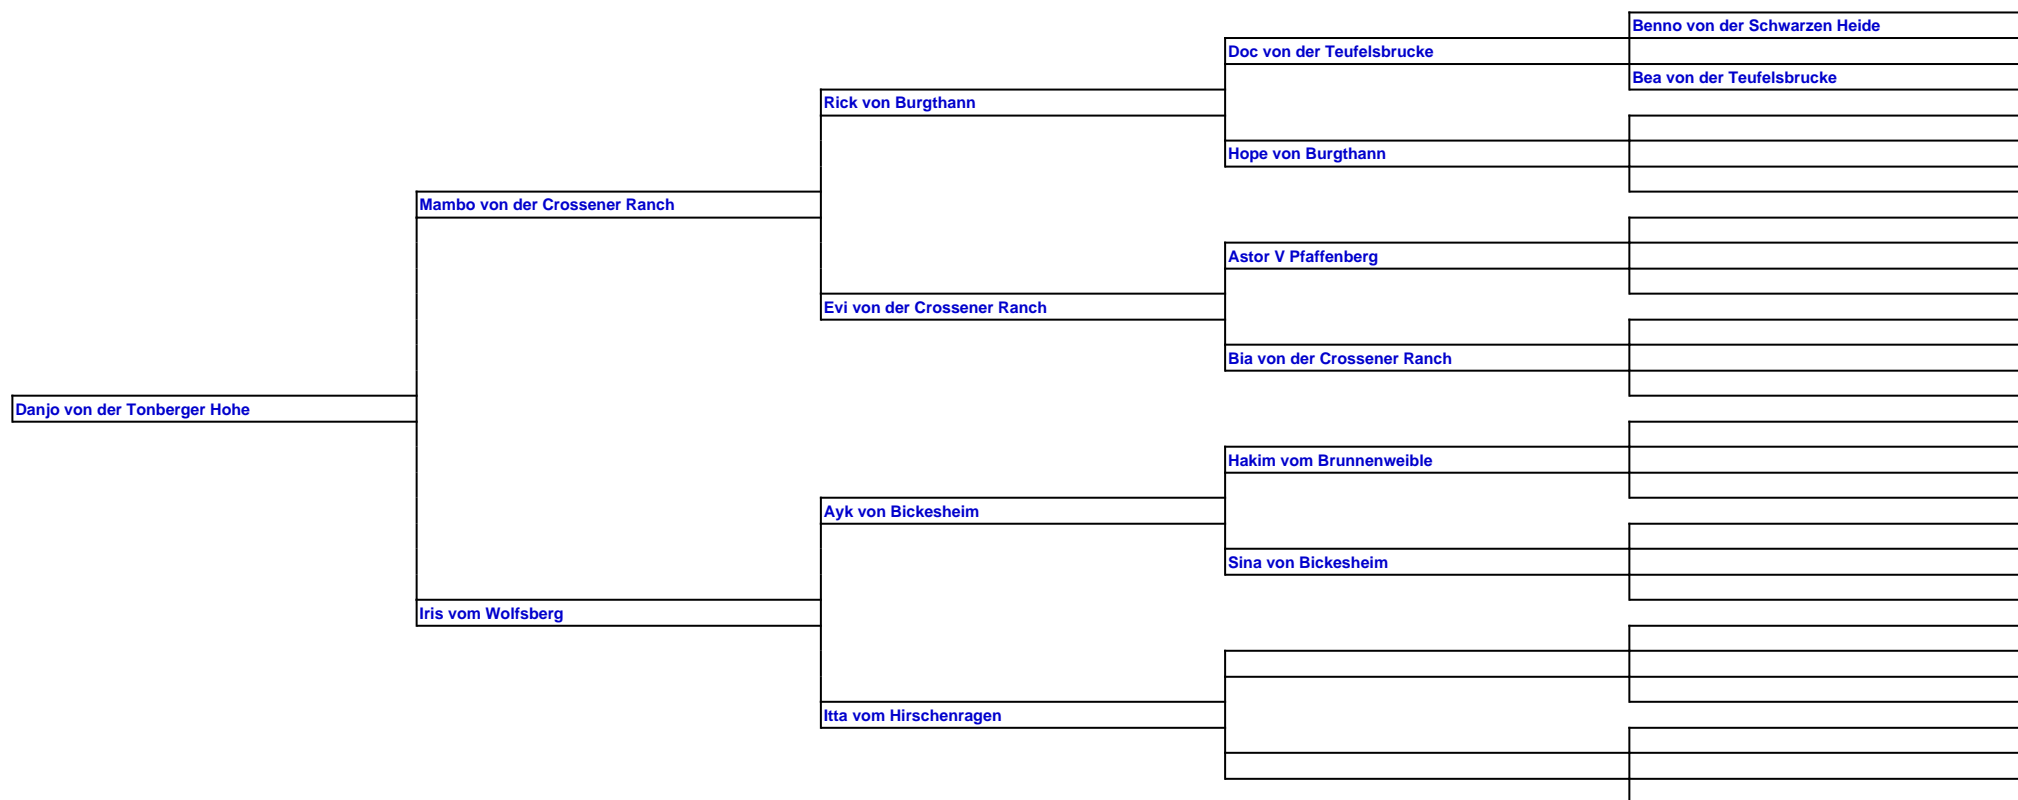 Benno von der Schwarzen Heide
Doc von der Teufelsbrucke
Bea von der Teufelsbrucke
Rick von Burgthann
Hope von Burgthann
Mambo von der Crossener Ranch
Astor V Pfaffenberg
Evi von der Crossener Ranch
Bia von der Crossener Ranch
Danjo von der Tonberger Hohe
Hakim vom Brunnenweible
Ayk von Bickesheim
Sina von Bickesheim
Iris vom Wolfsberg
Itta vom Hirschenragen